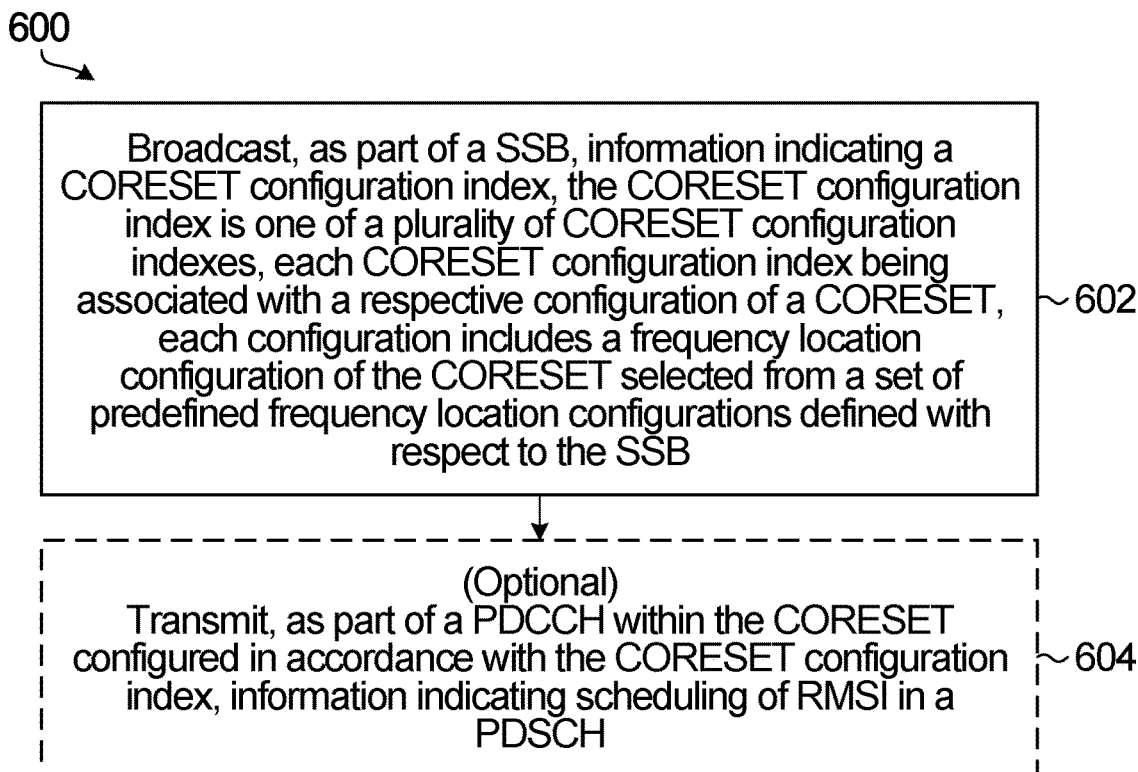 600
Broadcast, as part of a SSB, information indicating a
CORESET configuration index, the CORESET configuration
index is one of a plurality of CORESET configuration
indexes, each CORESET configuration index being
associated with a respective configuration of a CORESET,
each configuration includes a frequency location
configuration of the CORESET selected from a set of
predefined frequency location configurations defined with
respect to the SSB
602
(Optional)
Transmit, as part of a PDCCH within the CORESET
configured in accordance with the CORESET configuration
index, information indicating scheduling of RMSI in a
PDSCH
604